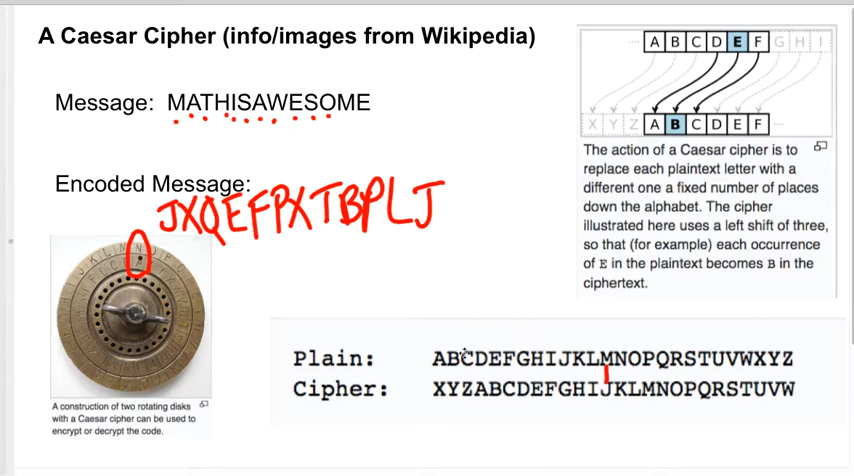 A Caesar Cipher (info/images from Wikipedia)
Message: MATHISAWESOME
Encoded Message:
JXQEFPXTBPLJ
A construction of two rotating disks
with a Caesar cipher can be used to
encrypt or decrypt the code.
A B C D E F G H I
X Y Z A B C D E F
The action of a Caesar cipher is to
replace each plaintext letter with a
different one a fixed number of places
down the alphabet. The cipher
illustrated here uses a left shift of three,
so that (for example) each occurrence
of E in the plaintext becomes B in the
ciphertext.
Plain: ABCDEFGHIJKLMNOPQRSTUVWXYZ
Cipher: XYZABCDEFGHIJKLMNOPQRSTUVW